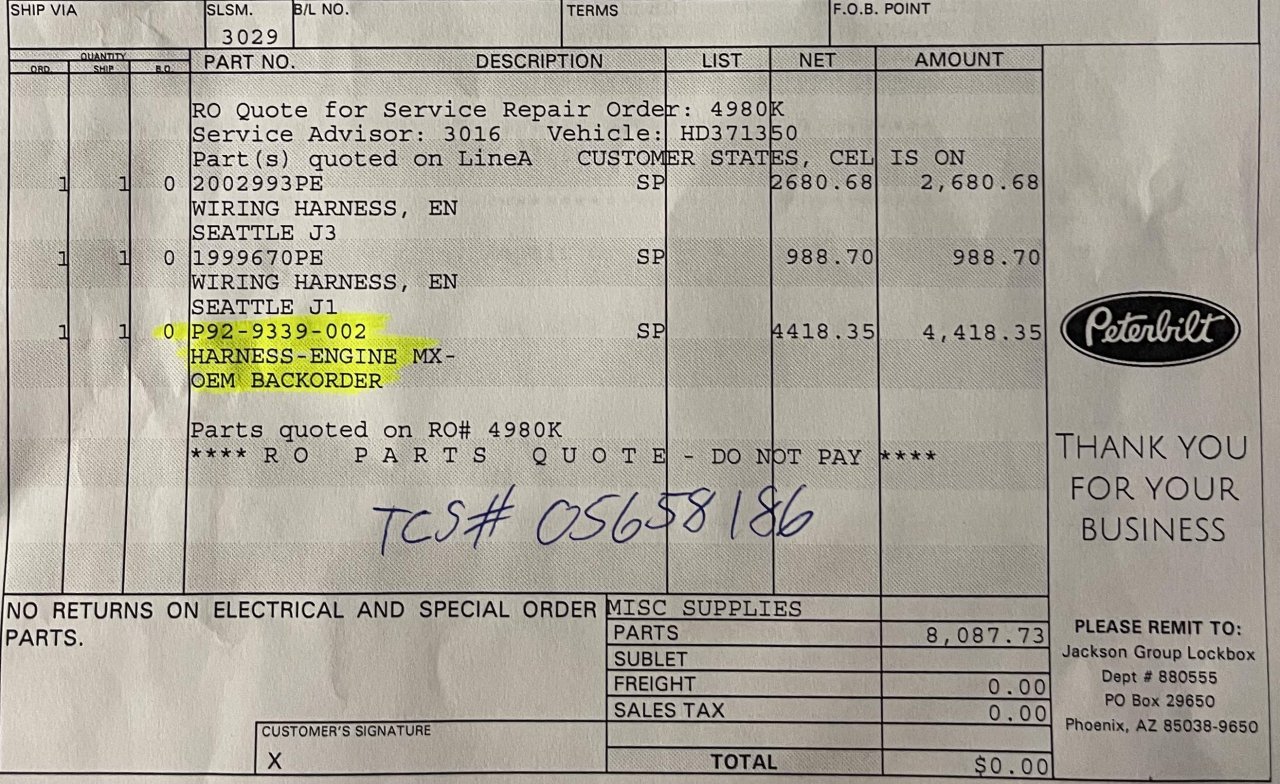 SHIP VIA SLSM. B/L NO. TERMS F.O.B. POINT
3029
QUANTITY
ORD. SHIP B.O. PART NO. DESCRIPTION LIST NET AMOUNT
RO Quote for Service Repair Order: 4980K
Service Advisor: 3016 Vehicle: HD371350
Part(s) quoted on LineA CUSTOMER STATES, CEL IS ON
1 1 0 2002993PE SP 2680.68 2,680.68
WIRING HARNESS, EN
SEATTLE J3
1 1 0 1999670PE SP 988.70 988.70
WIRING HARNESS, EN
SEATTLE J1
1 1 0 P92-9339-002 SP 4418.35 4,418.35
HARNESS-ENGINE MX-
OEM BACKORDER
Parts quoted on RO# 4980K
**** R O P A R T S Q U O T E - DO NOT PAY ****
TCS# 05658186
Peterbilt
THANK YOU
FOR YOUR
BUSINESS
NO RETURNS ON ELECTRICAL AND SPECIAL ORDER
PARTS.
MISC SUPPLIES
PARTS 8,087.73
SUBLET
FREIGHT 0.00
SALES TAX 0.00
TOTAL $0.00
CUSTOMER'S SIGNATURE
X
PLEASE REMIT TO:
Jackson Group Lockbox
Dept # 880555
PO Box 29650
Phoenix, AZ 85038-9650